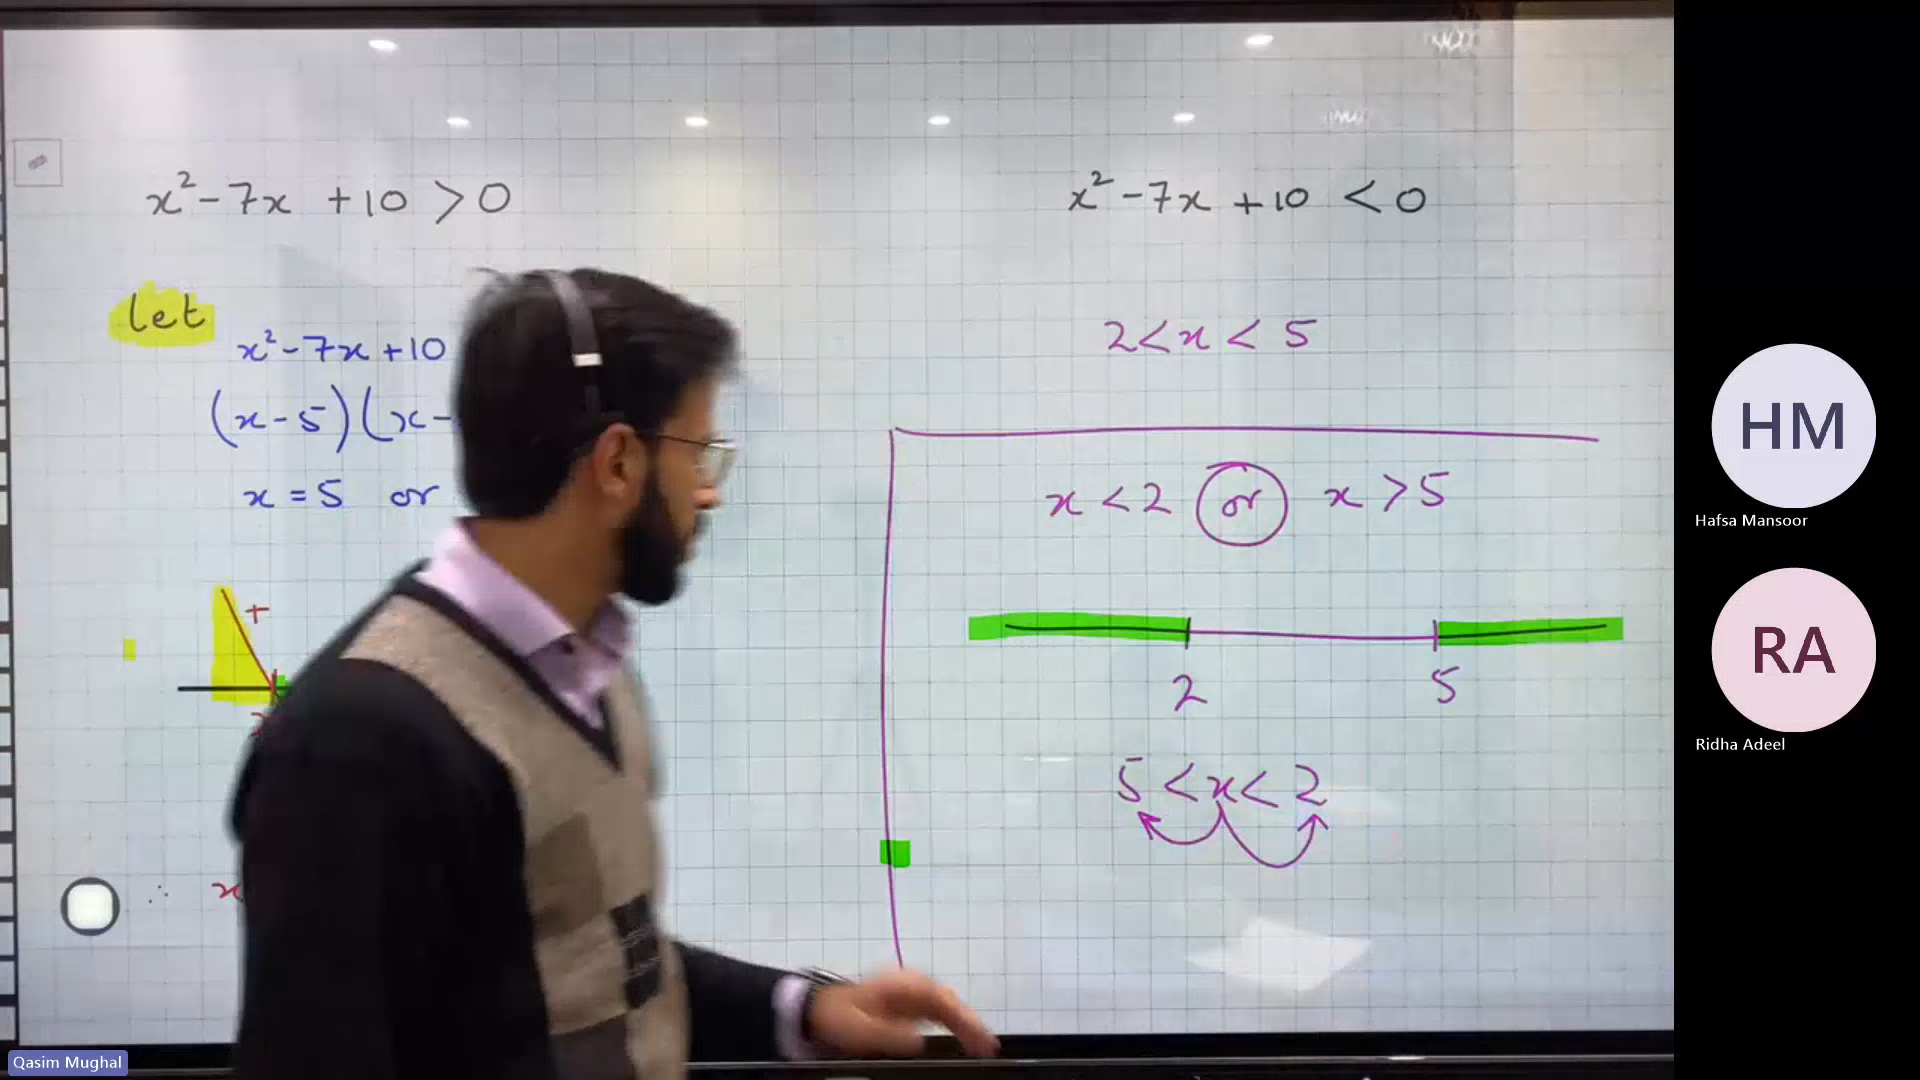 x² - 7x + 10 > 0
let
x² - 7x + 10
(x - 5)(x -
x = 5 or
+
∴ x
x² - 7x + 10 < 0
2 < x < 5
x < 2 or x > 5
2 5
5 < x < 2
HM
Hafsa Mansoor
RA
Ridha Adeel
Qasim Mughal